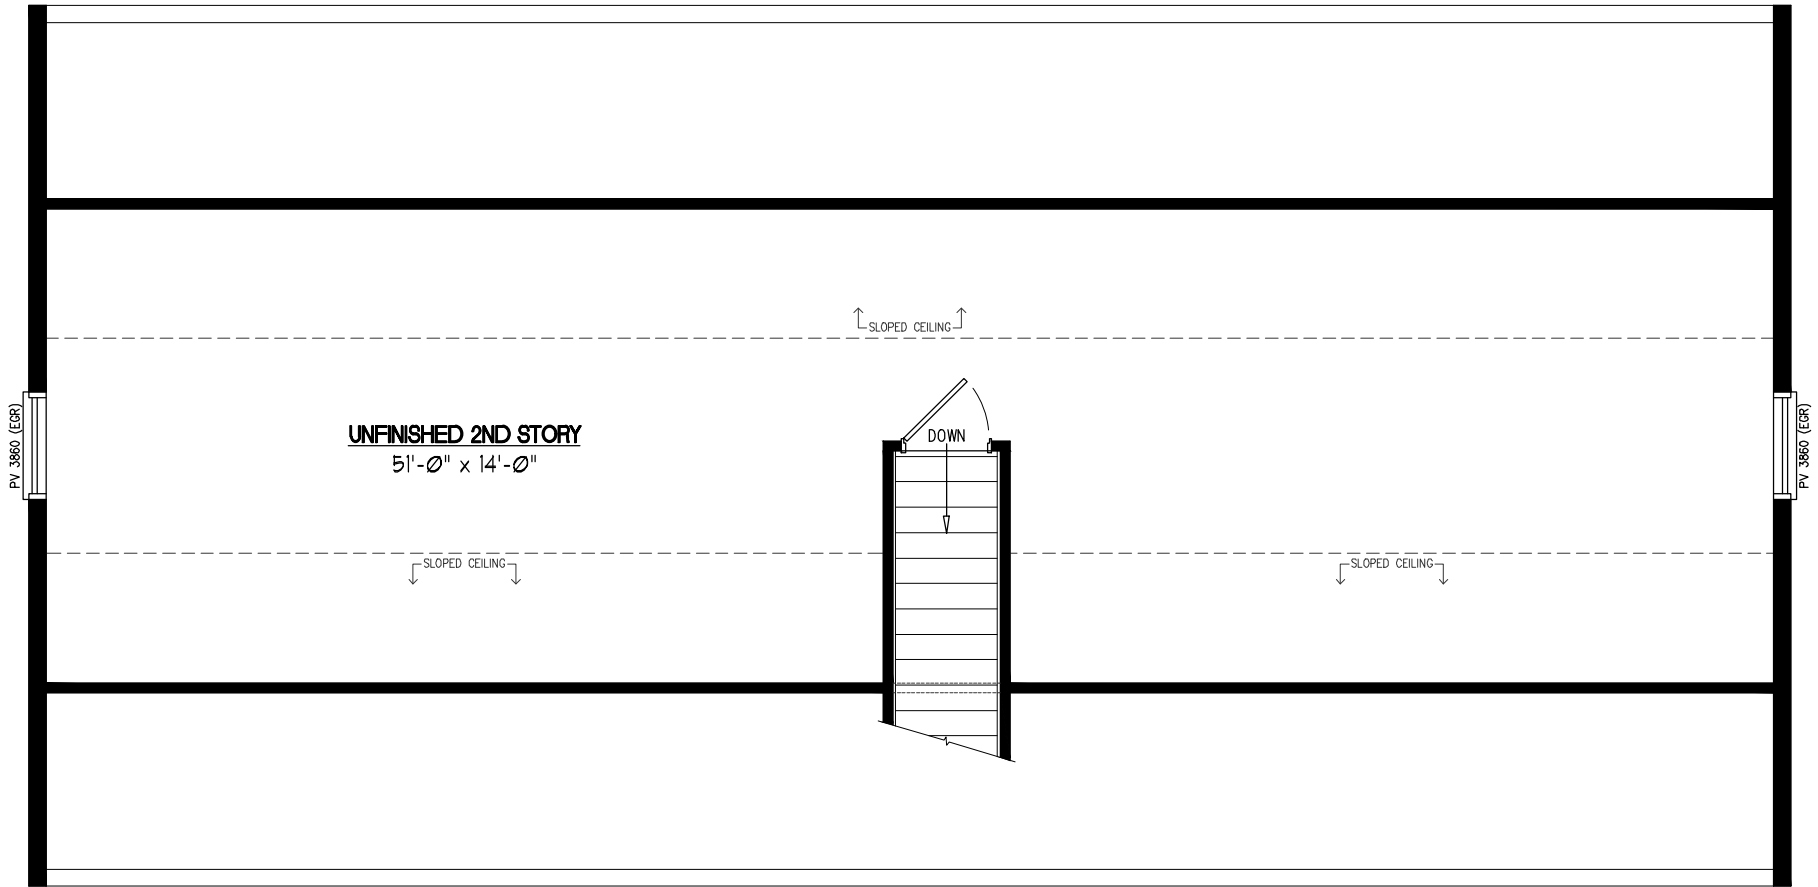 SLOPED CEILING
PV 3860 (EGR)
UNFINISHED 2ND STORY
51'-0" x 14'-0"
DOWN
PV 3860 (EGR)
SLOPED CEILING
SLOPED CEILING